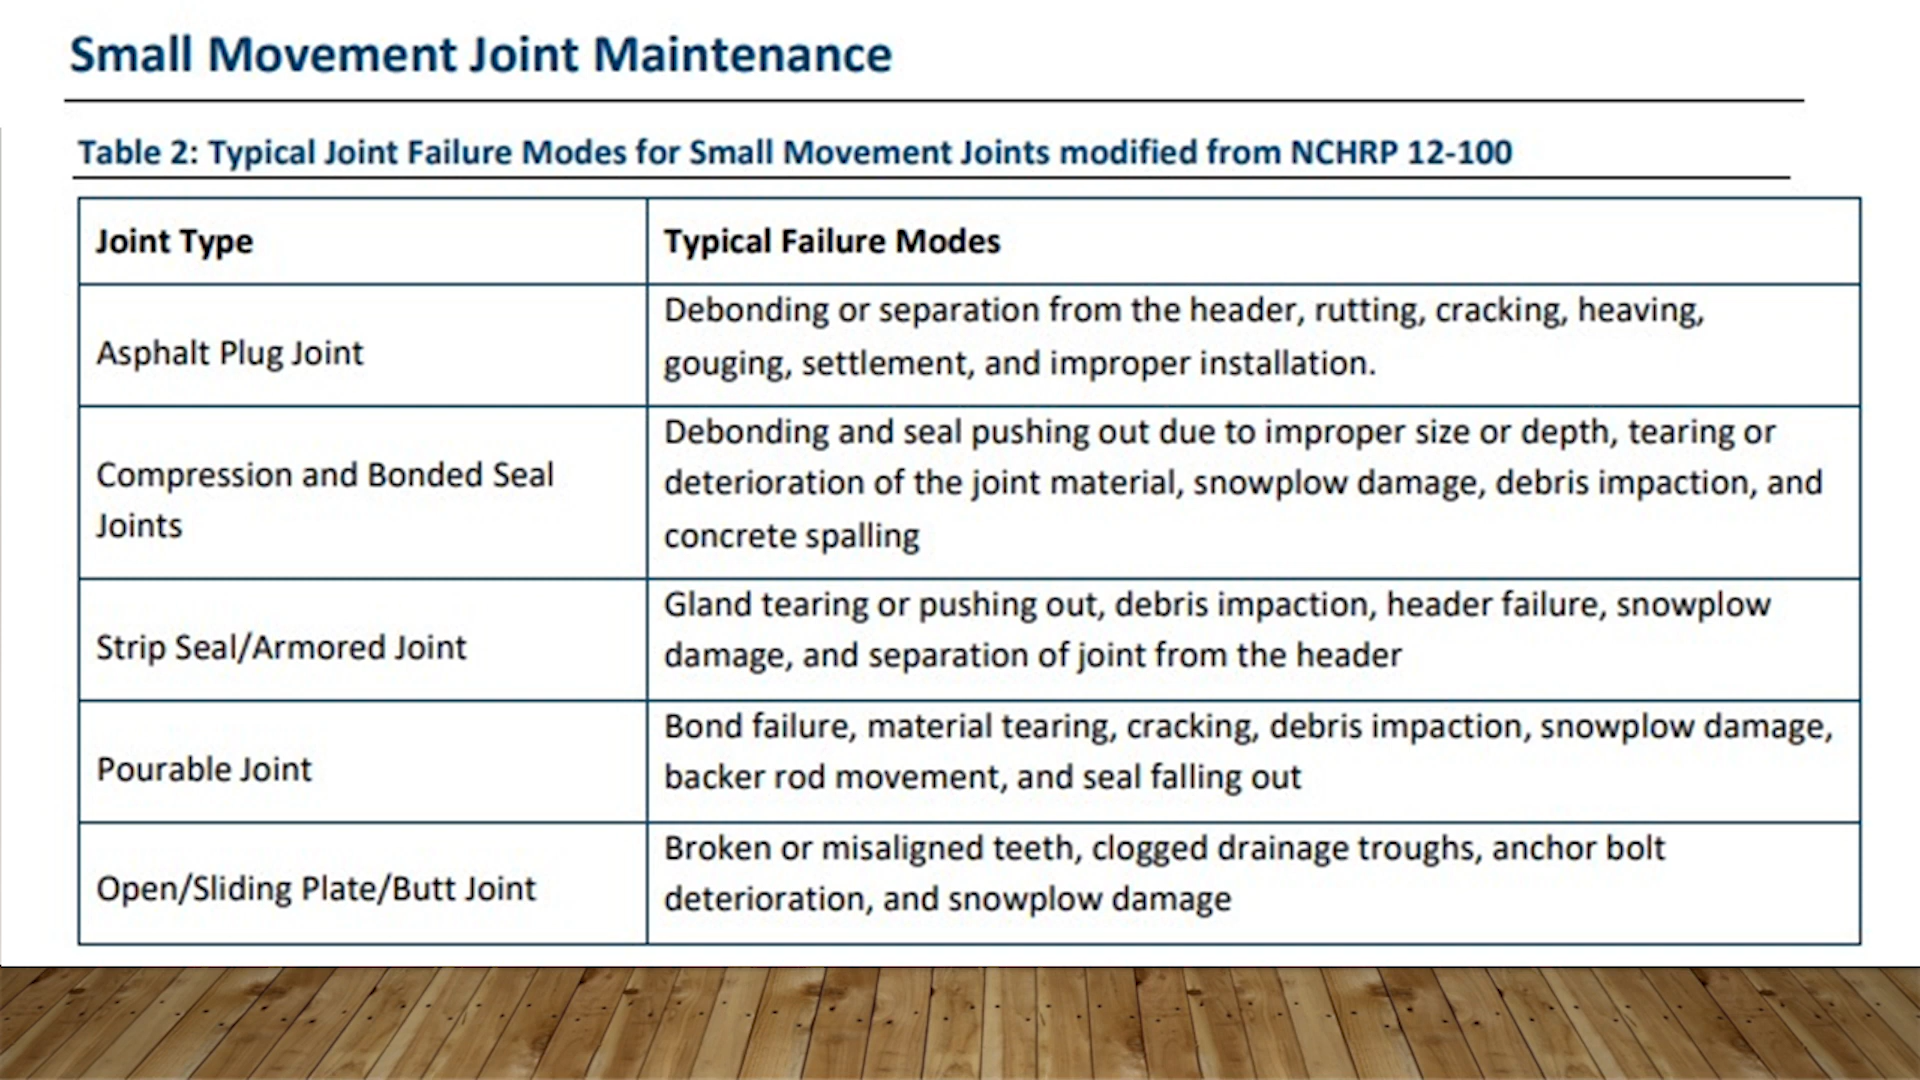 Small Movement Joint Maintenance
Table 2: Typical Joint Failure Modes for Small Movement Joints modified from NCHRP 12-100
Joint Type
Typical Failure Modes
Asphalt Plug Joint
Debonding or separation from the header, rutting, cracking, heaving,
gouging, settlement, and improper installation.
Compression and Bonded Seal
Joints
Debonding and seal pushing out due to improper size or depth, tearing or
deterioration of the joint material, snowplow damage, debris impaction, and
concrete spalling
Strip Seal/Armored Joint
Gland tearing or pushing out, debris impaction, header failure, snowplow
damage, and separation of joint from the header
Pourable Joint
Bond failure, material tearing, cracking, debris impaction, snowplow damage,
backer rod movement, and seal falling out
Open/Sliding Plate/Butt Joint
Broken or misaligned teeth, clogged drainage troughs, anchor bolt
deterioration, and snowplow damage